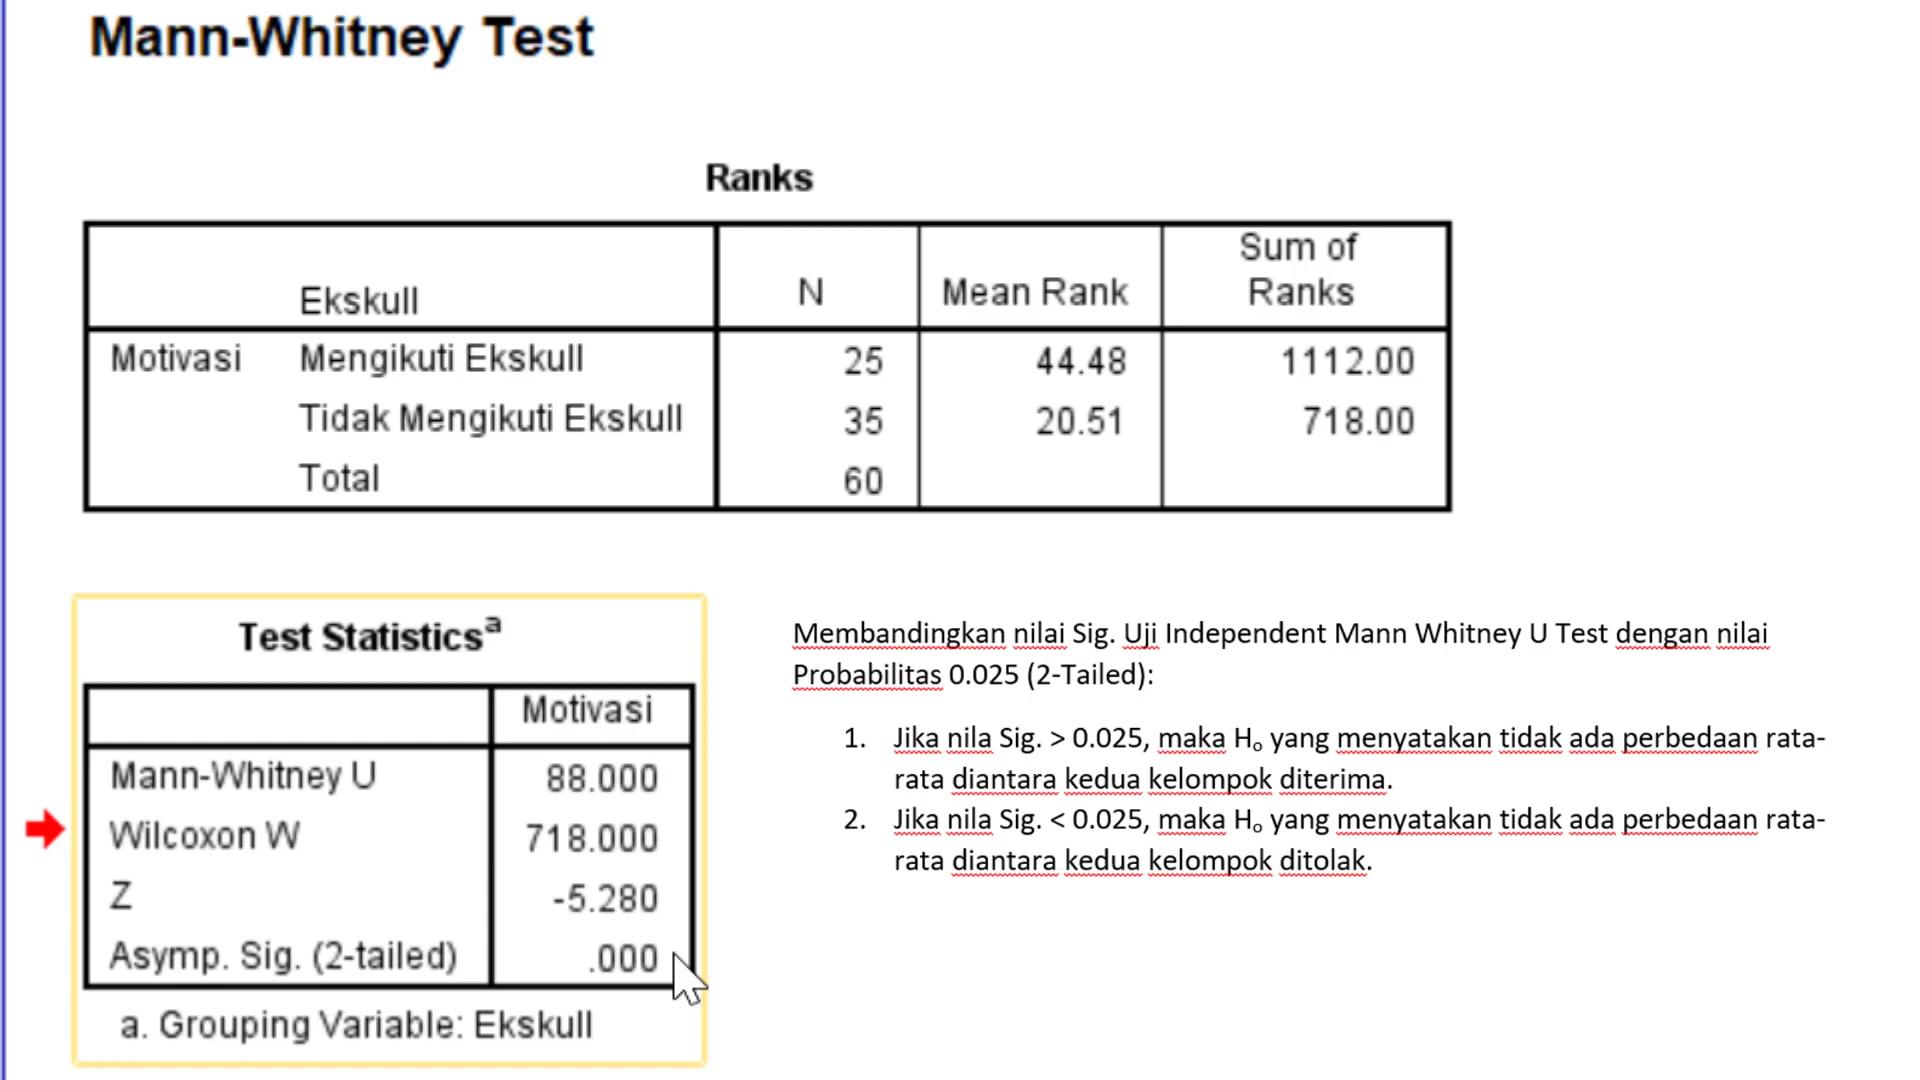 Mann-Whitney Test
Ranks
Ekskull N Mean Rank Sum of Ranks
Motivasi Mengikuti Ekskull 25 44.48 1112.00
Tidak Mengikuti Ekskull 35 20.51 718.00
Total 60
Test Statisticsᵃ
Motivasi
Mann-Whitney U 88.000
Wilcoxon W 718.000
Z -5.280
Asymp. Sig. (2-tailed) .000
a. Grouping Variable: Ekskull
Membandingkan nilai Sig. Uji Independent Mann Whitney U Test dengan nilai
Probabilitas 0.025 (2-Tailed):
1. Jika nila Sig. > 0.025, maka Hₒ yang menyatakan tidak ada perbedaan rata-
rata diantara kedua kelompok diterima.
2. Jika nila Sig. < 0.025, maka Hₒ yang menyatakan tidak ada perbedaan rata-
rata diantara kedua kelompok ditolak.